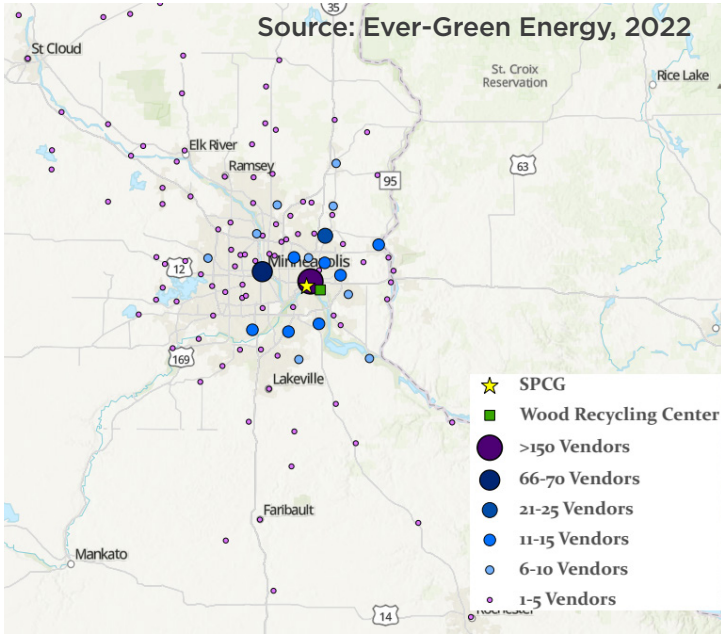 35
Source: Ever-Green Energy, 2022
St Cloud
St. Croix
Reservation
Rice Lake
Elk River
Ramsey
63
95
12
Minneapolis
169
Lakeville
SPCG
Wood Recycling Center
>150 Vendors
66-70 Vendors
21-25 Vendors
Faribault
11-15 Vendors
Mankato
6-10 Vendors
1-5 Vendors
14
Rochester